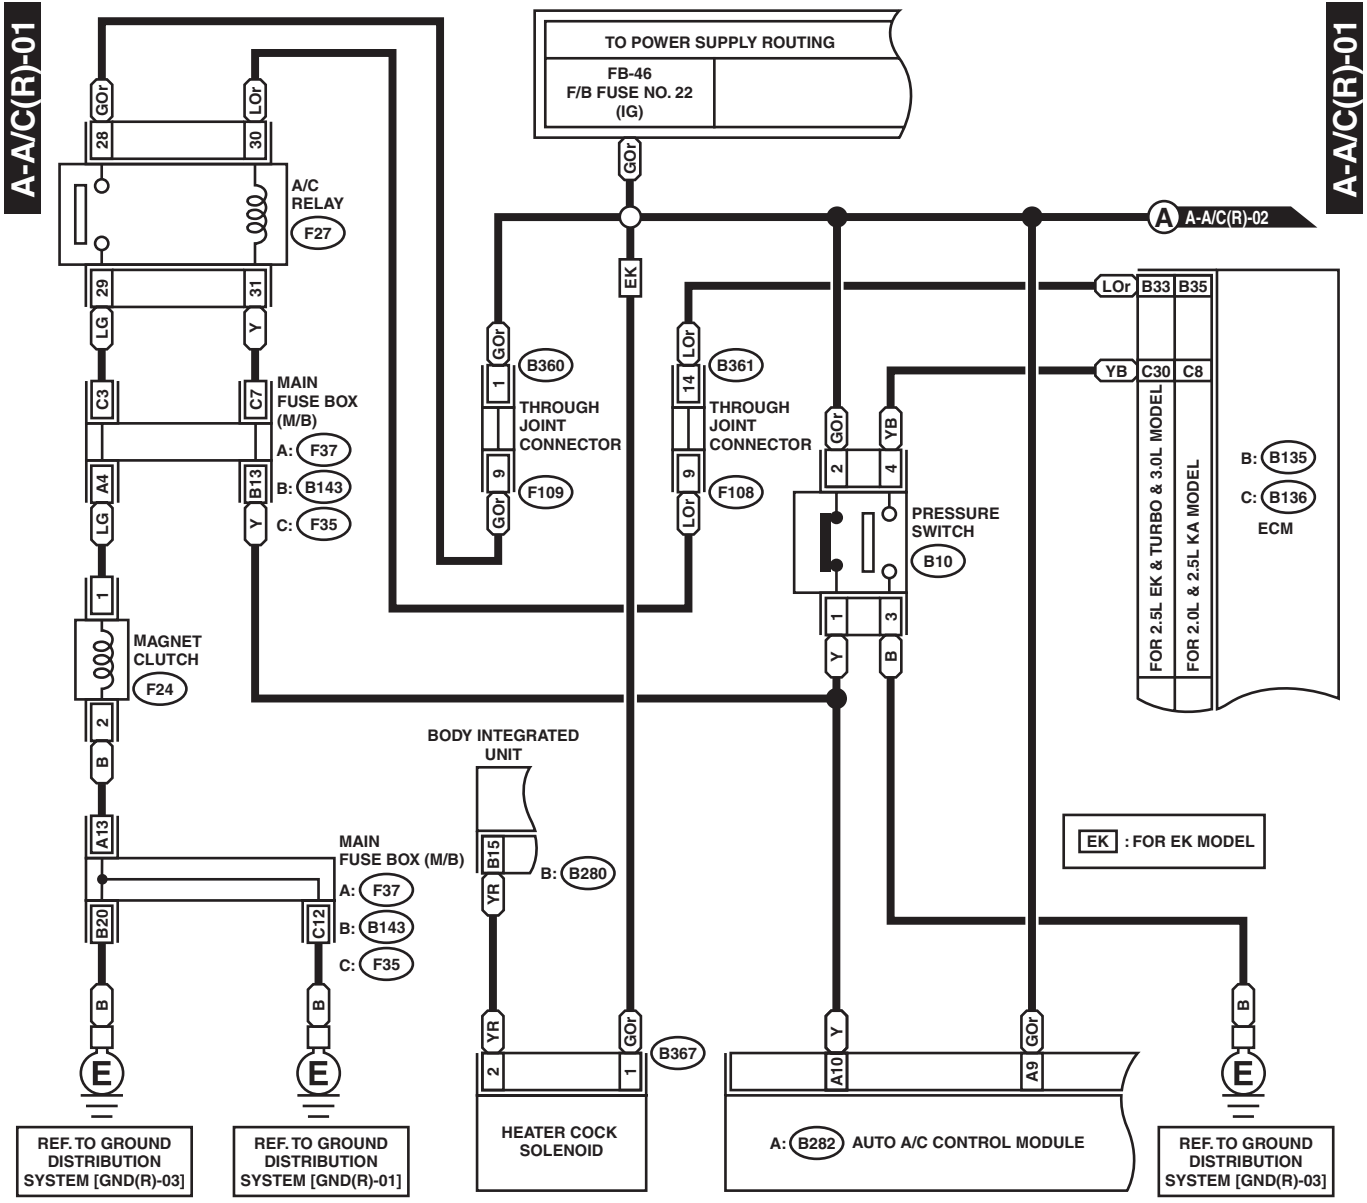 A-A/C(R)-01
A-A/C(R)-01
TO POWER SUPPLY ROUTING
FB-46
F/B FUSE NO. 22
(IG)
GOr
LOr
28
30
GOr
A/C
RELAY
F27
A
A-A/C(R)-02
29
31
EK
LOr
B33
B35
LG
Y
GOr
LOr
B360
B361
YB
C30
C8
1
14
C3
C7
MAIN
FUSE BOX
(M/B)
A: F37
B: B143
C: F35
THROUGH
JOINT
CONNECTOR
THROUGH
JOINT
CONNECTOR
GOr
YB
2
4
A4
B13
9
9
F109
F108
LG
Y
GOr
LOr
PRESSURE
SWITCH
B10
B: B135
C: B136
ECM
FOR 2.5L EK & TURBO & 3.0L MODEL
FOR 2.0L & 2.5L KA MODEL
1
1
3
Y
B
MAGNET
CLUTCH
F24
2
B
BODY INTEGRATED
UNIT
B15
B: B280
YR
EK : FOR EK MODEL
A13
MAIN
FUSE BOX (M/B)
A: F37
B: B143
C: F35
B20
C12
B
B
B
YR
GOr
Y
GOr
B367
2
1
A10
A9
E
E
E
HEATER COCK
SOLENOID
A: B282 AUTO A/C CONTROL MODULE
REF. TO GROUND
DISTRIBUTION
SYSTEM [GND(R)-03]
REF. TO GROUND
DISTRIBUTION
SYSTEM [GND(R)-01]
REF. TO GROUND
DISTRIBUTION
SYSTEM [GND(R)-03]